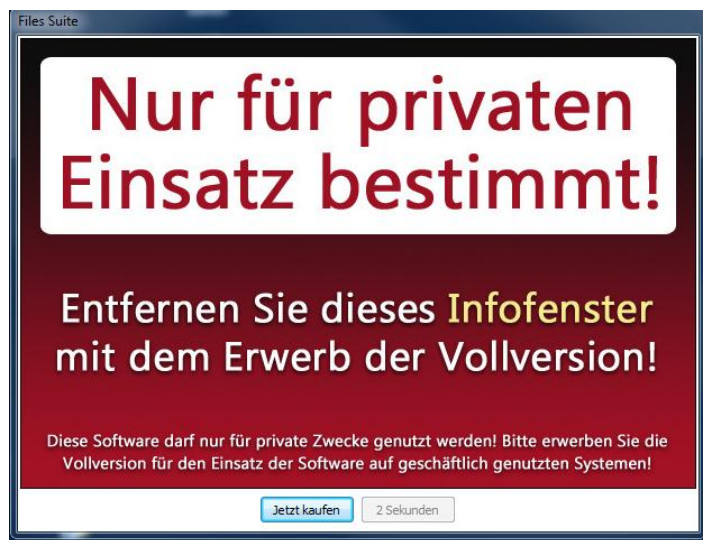 Files Suite
Nur für privaten
Einsatz bestimmt!
Entfernen Sie dieses Infofenster
mit dem Erwerb der Vollversion!
Diese Software darf nur für private Zwecke genutzt werden! Bitte erwerben Sie die
Vollversion für den Einsatz der Software auf geschäftlich genutzten Systemen!
Jetzt kaufen
2 Sekunden